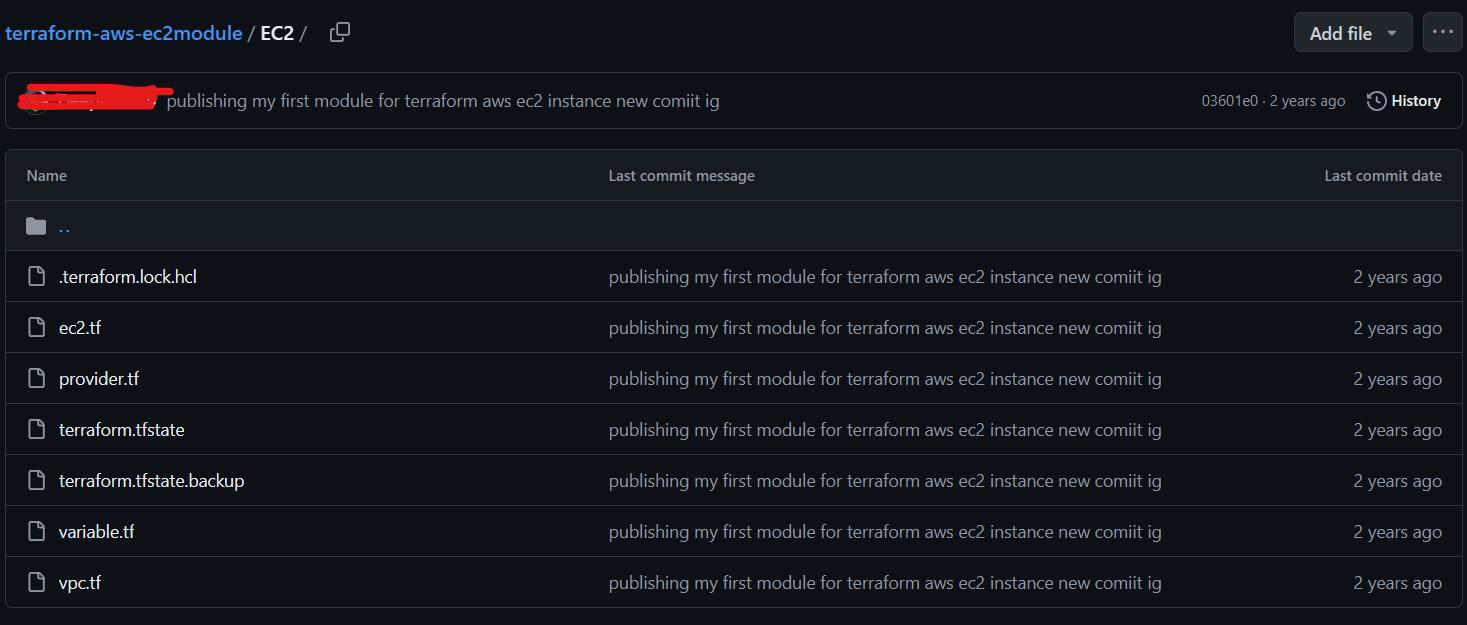 terraform-aws-ec2module / EC2 /
Add file
publishing my first module for terraform aws ec2 instance new comiit ig
03601e0 · 2 years ago
History
Name Last commit message Last commit date
..
.terraform.lock.hcl publishing my first module for terraform aws ec2 instance new comiit ig 2 years ago
ec2.tf publishing my first module for terraform aws ec2 instance new comiit ig 2 years ago
provider.tf publishing my first module for terraform aws ec2 instance new comiit ig 2 years ago
terraform.tfstate publishing my first module for terraform aws ec2 instance new comiit ig 2 years ago
terraform.tfstate.backup publishing my first module for terraform aws ec2 instance new comiit ig 2 years ago
variable.tf publishing my first module for terraform aws ec2 instance new comiit ig 2 years ago
vpc.tf publishing my first module for terraform aws ec2 instance new comiit ig 2 years ago